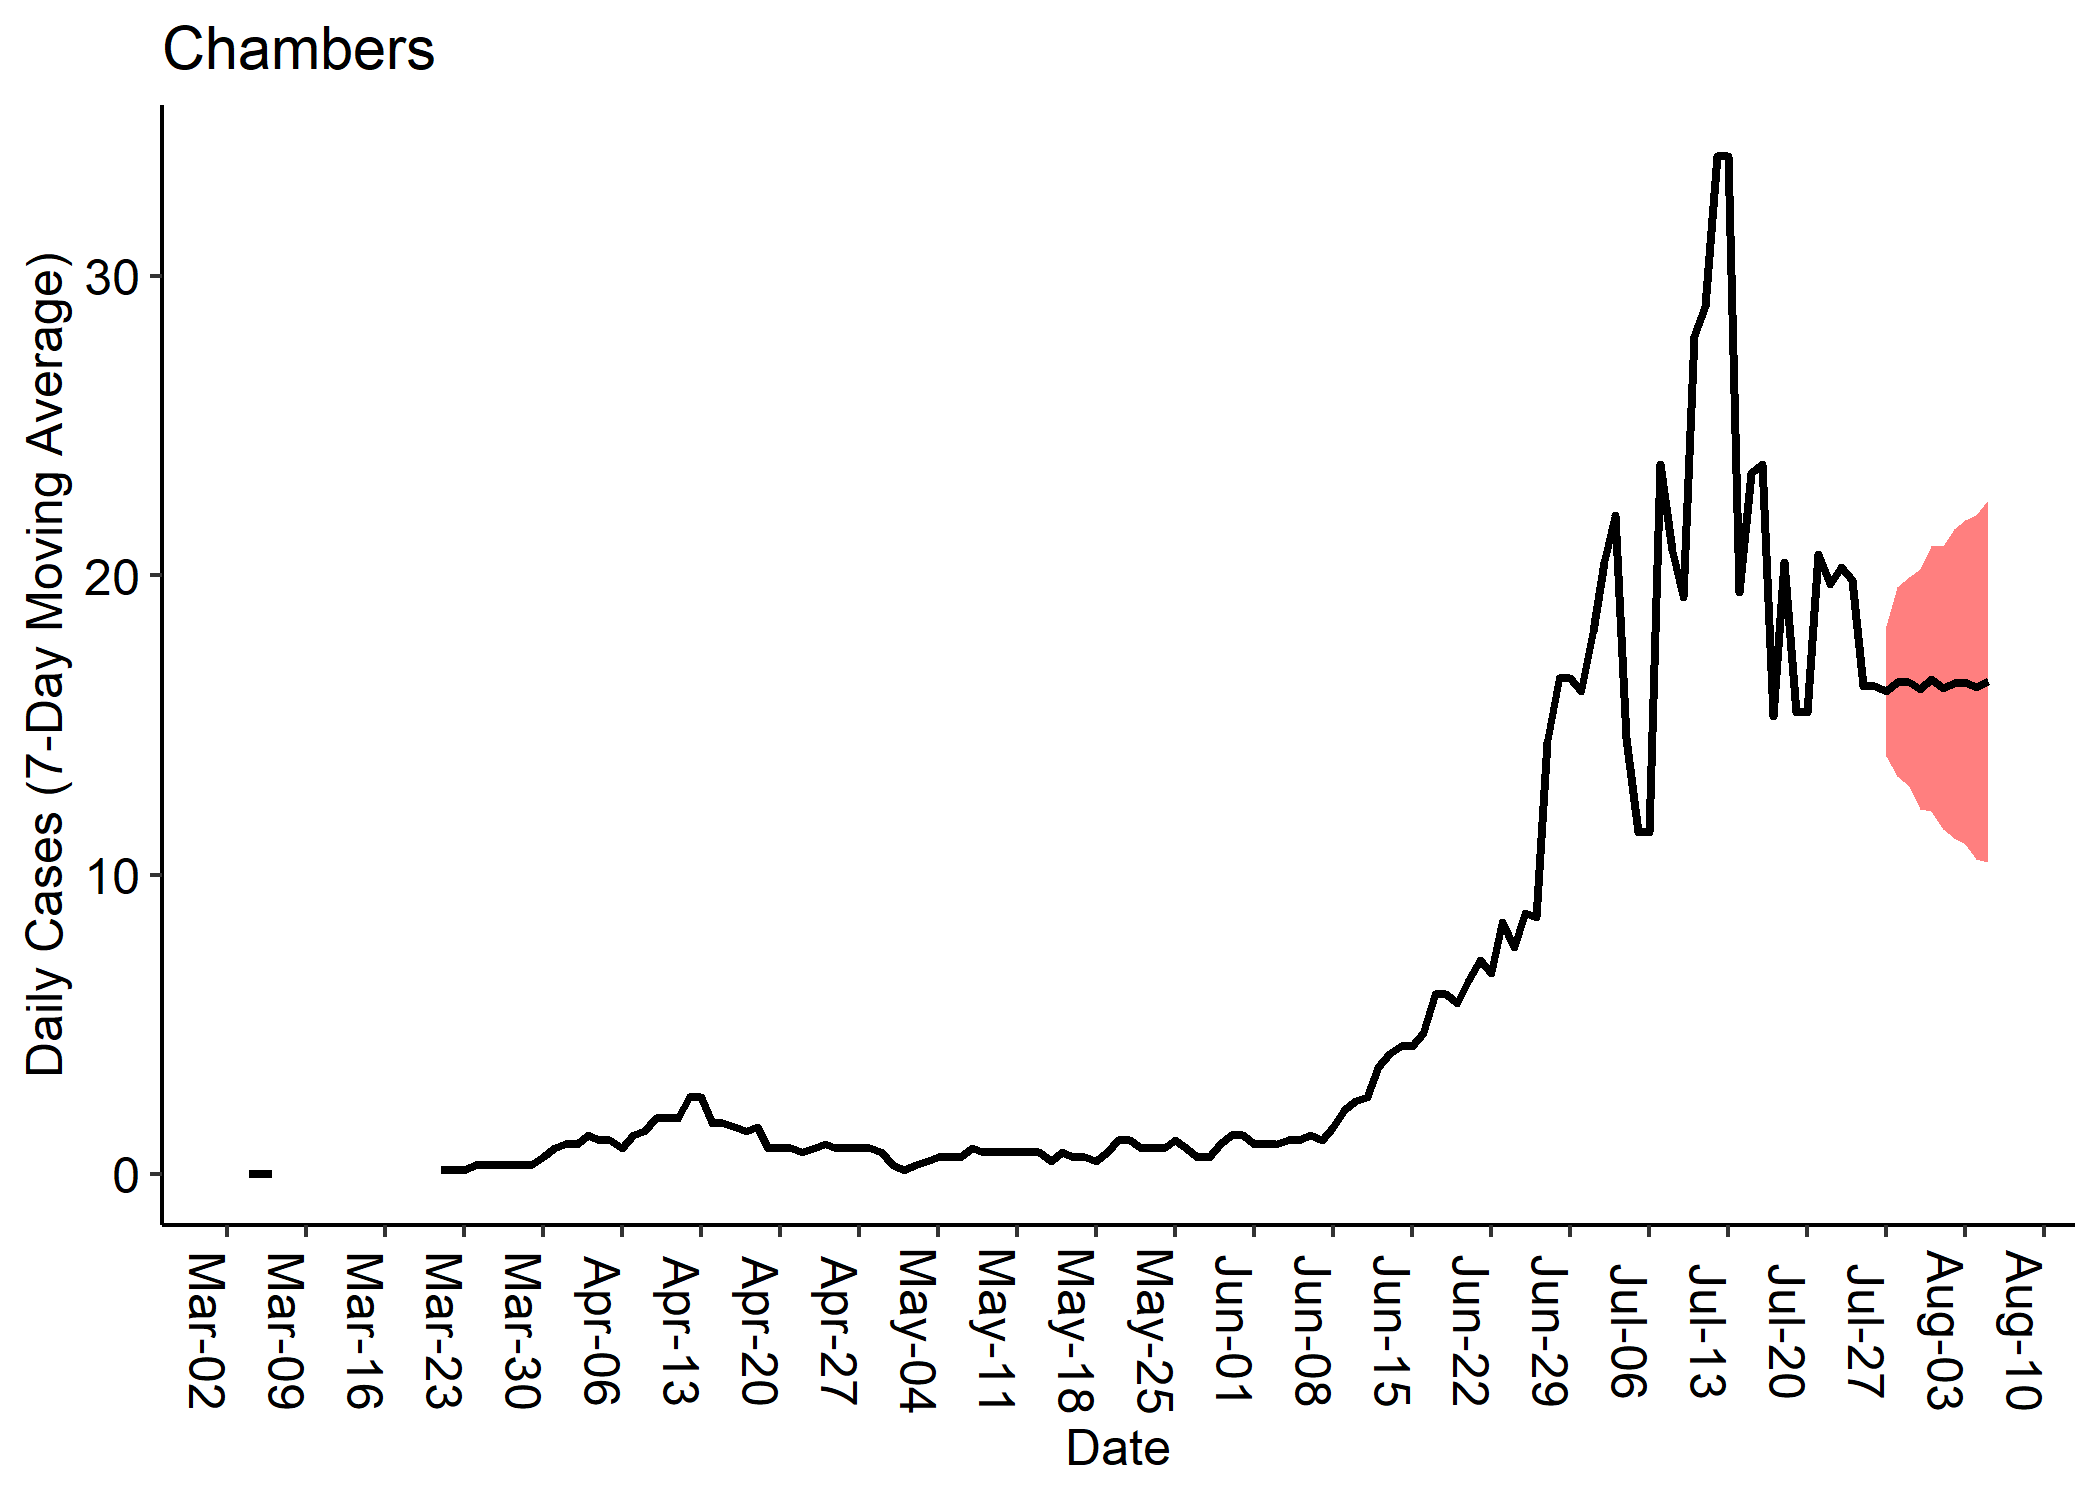 Chambers
Daily Cases (7-Day Moving Average)
30
20
10
0
Mar-02
Mar-09
Mar-16
Mar-23
Mar-30
Apr-06
Apr-13
Apr-20
Apr-27
May-04
May-11
May-18
May-25
Jun-01
Jun-08
Jun-15
Jun-22
Jun-29
Jul-06
Jul-13
Jul-20
Jul-27
Aug-03
Aug-10
Date